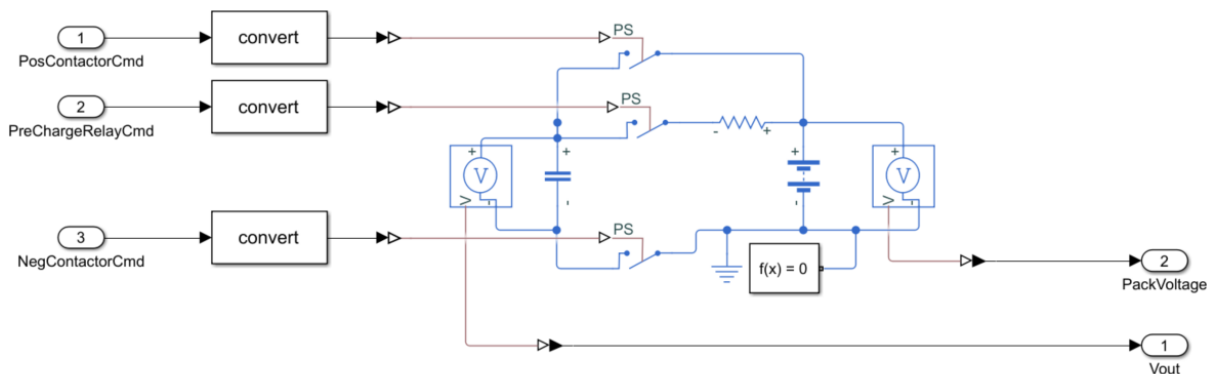 1
convert
PS
PosContactorCmd
2
convert
PS
PreChargeRelayCmd
- +
+
V
+
-
V
-
+
-
+
V
-
V
3
convert
PS
NegContactorCmd
f(x) = 0
2
PackVoltage
1
Vout